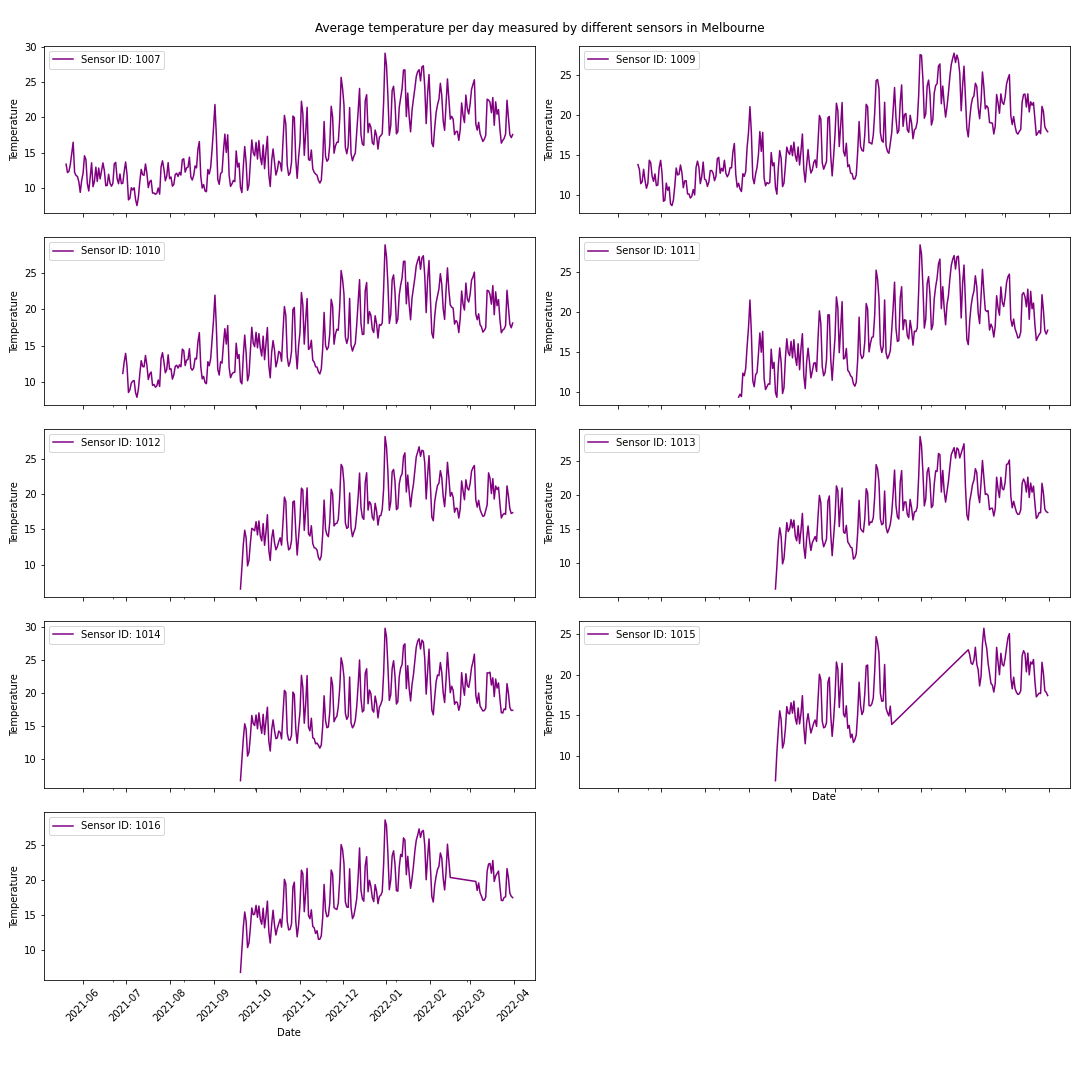 Average temperature per day measured by different sensors in Melbourne
Sensor ID: 1007
Temperature
30
25
20
15
10
Sensor ID: 1009
Temperature
25
20
15
10
Sensor ID: 1010
Temperature
25
20
15
10
Sensor ID: 1011
Temperature
25
20
15
10
Sensor ID: 1012
Temperature
25
20
15
10
Sensor ID: 1013
Temperature
25
20
15
10
Sensor ID: 1014
Temperature
30
25
20
15
10
Sensor ID: 1015
Temperature
25
20
15
10
Date
Sensor ID: 1016
Temperature
25
20
15
10
2021-06
2021-07
2021-08
2021-09
2021-10
2021-11
2021-12
2022-01
2022-02
2022-03
2022-04
Date